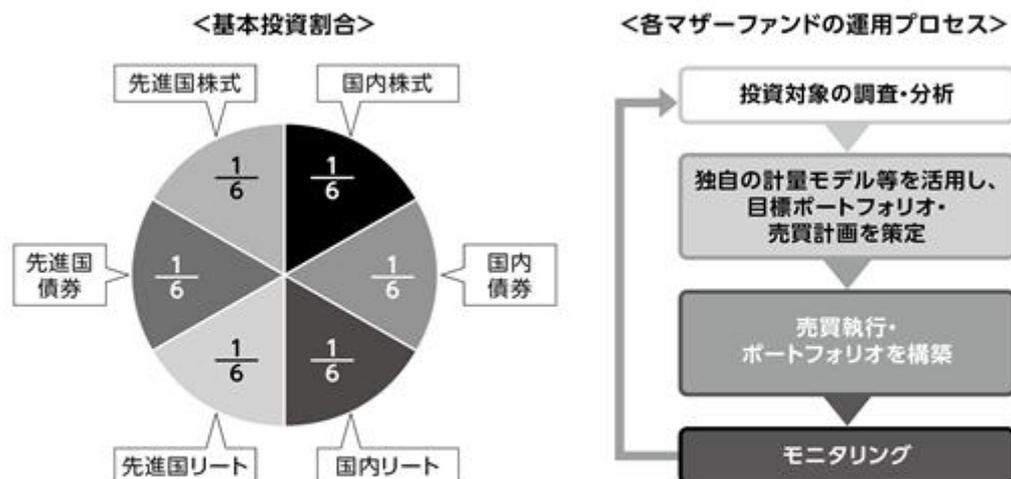 <基本投資割合>
先進国株式
国内株式
1
6
1
6
先進国
債券
1
6
1
6
国内
債券
1
6
1
6
先進国リート
国内リート
<各マザーファンドの運用プロセス>
投資対象の調査・分析
独自の計量モデル等を活用し、
目標ポートフォリオ・
売買計画を策定
売買執行・
ポートフォリオを構築
モニタリング